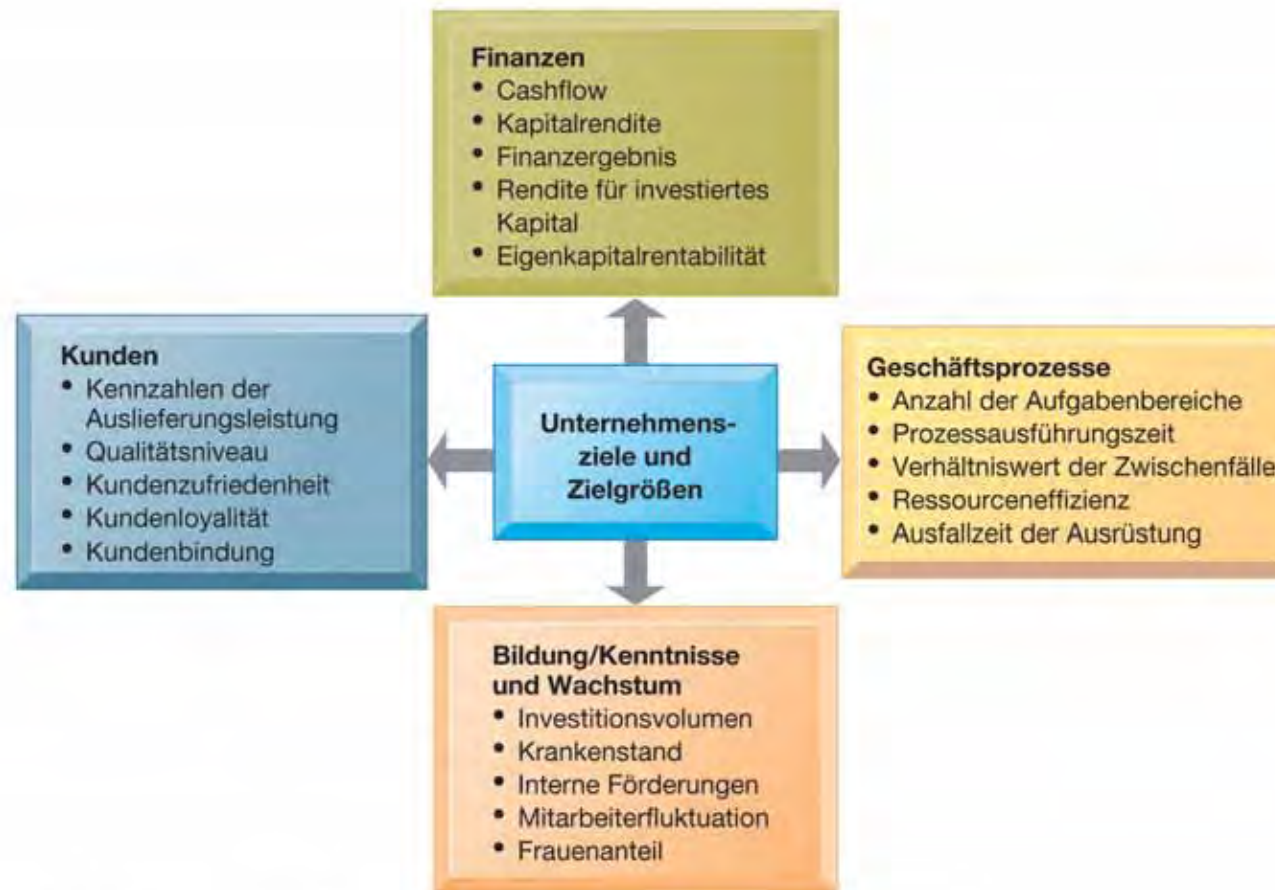 Finanzen
• Cashflow
• Kapitalrendite
• Finanzergebnis
• Rendite für investiertes
Kapital
• Eigenkapitalrentabilität
Kunden
• Kennzahlen der
Auslieferungsleistung
• Qualitätsniveau
• Kundenzufriedenheit
• Kundenloyalität
• Kundenbindung
Unternehmens-
ziele und
Zielgrößen
Geschäftsprozesse
• Anzahl der Aufgabenbereiche
• Prozessausführungszeit
• Verhältniswert der Zwischenfälle
• Ressourceneffizienz
• Ausfallzeit der Ausrüstung
Bildung/Kenntnisse
und Wachstum
• Investitionsvolumen
• Krankenstand
• Interne Förderungen
• Mitarbeiterfluktuation
• Frauenanteil